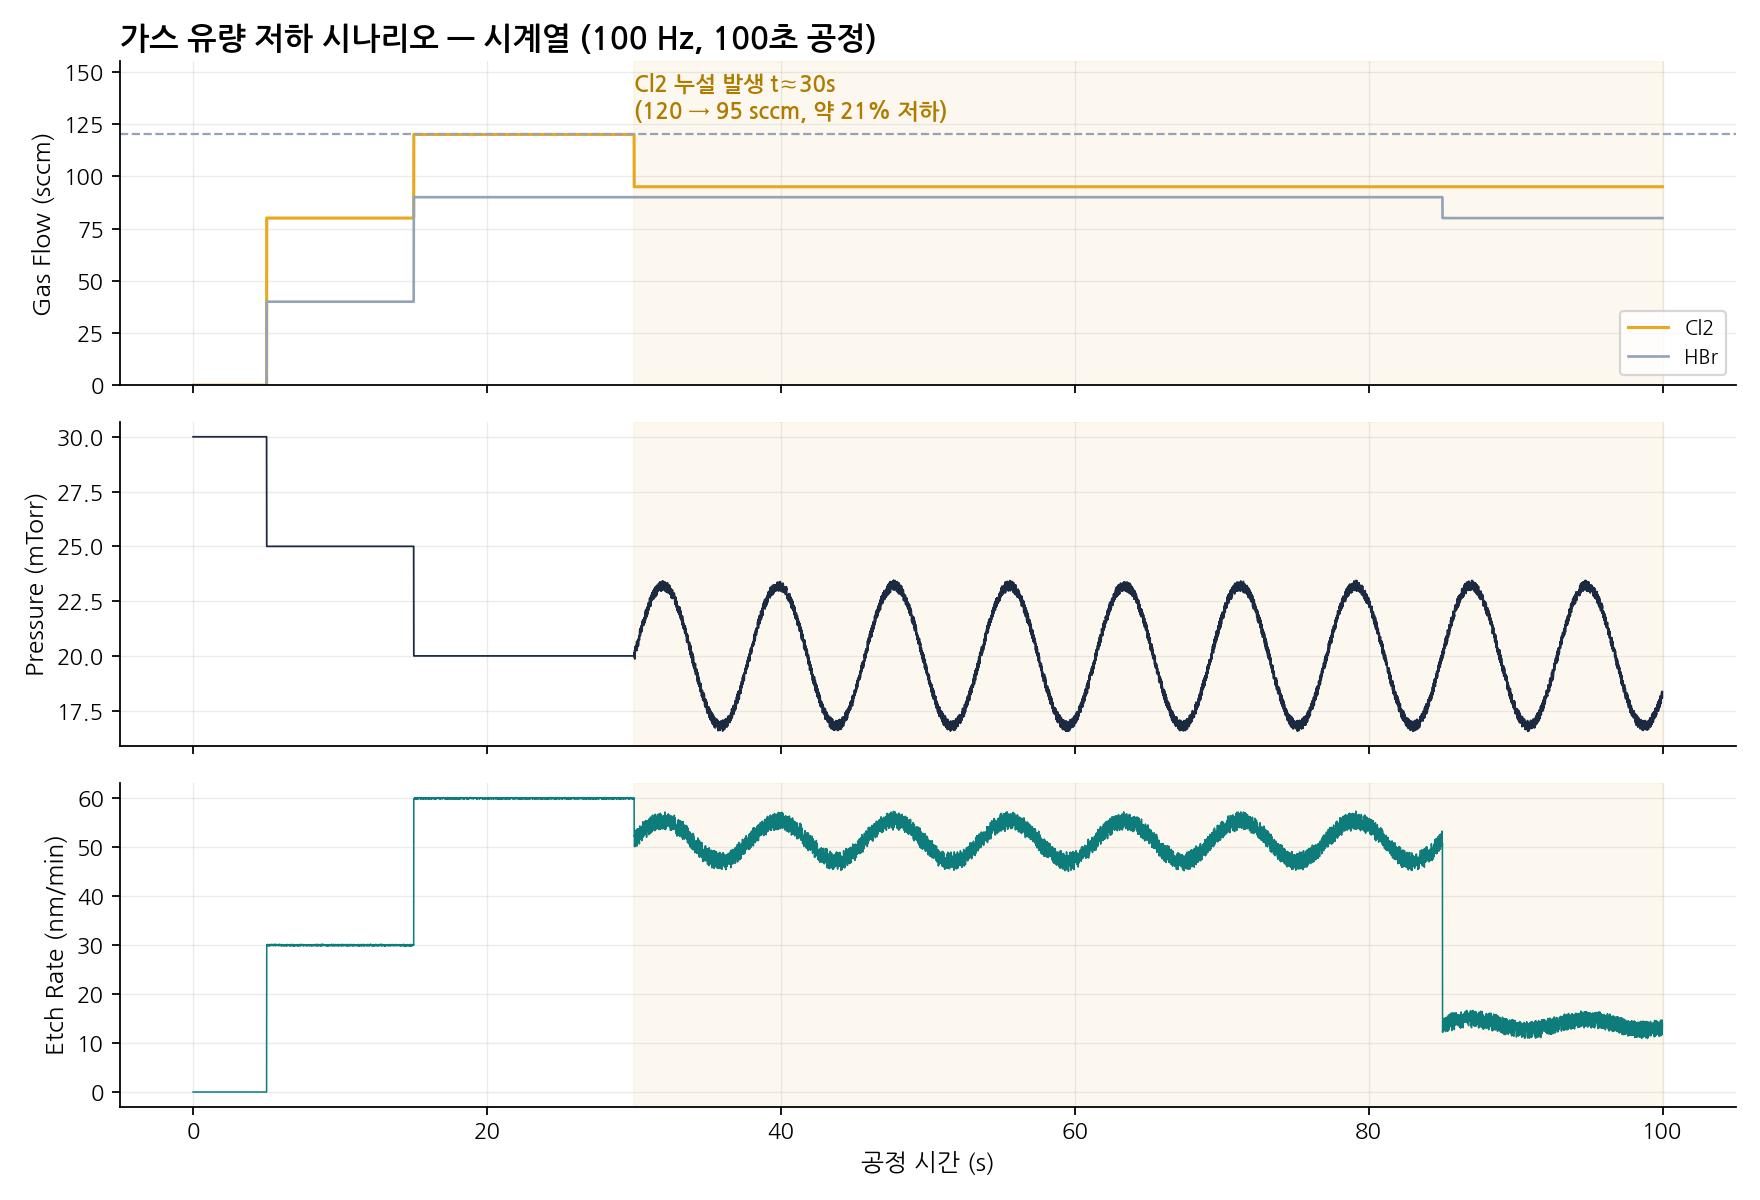 가스 유량 저하 시나리오 — 시계열 (100 Hz, 100초 공정)
Cl2 누설 발생 t≈30s
(120 → 95 sccm, 약 21% 저하)
Gas Flow (sccm)
150
125
100
75
50
25
0
Cl2
HBr
Pressure (mTorr)
30.0
27.5
25.0
22.5
20.0
17.5
Etch Rate (nm/min)
60
50
40
30
20
10
0
0 20 40 60 80 100
공정 시간 (s)